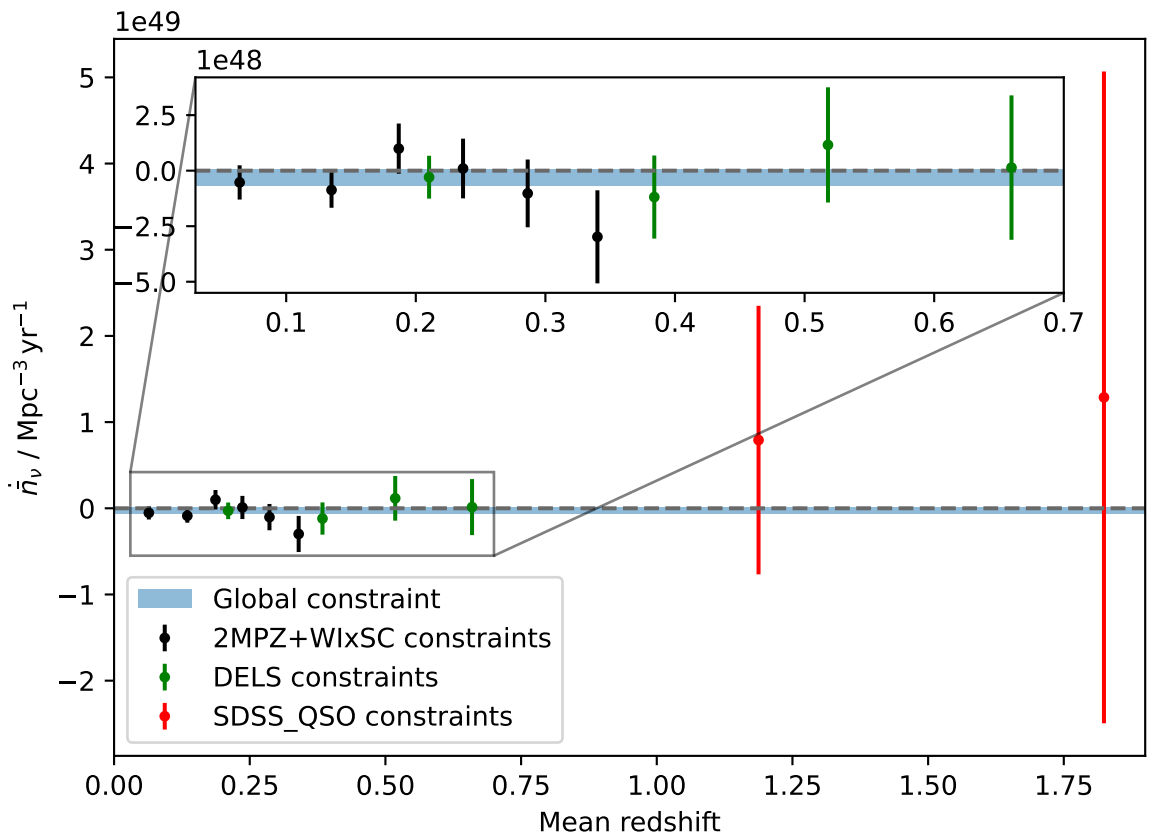 1e49
1e48
2.5
0.0
−2.5
−5.0
0.1 0.2 0.3 0.4 0.5 0.6 0.7
5
4
3
2
1
0
−1
−2
ṅ̄ν / Mpc⁻³ yr⁻¹
Global constraint
2MPZ+WIxSC constraints
DELS constraints
SDSS_QSO constraints
0.00 0.25 0.50 0.75 1.00 1.25 1.50 1.75
Mean redshift